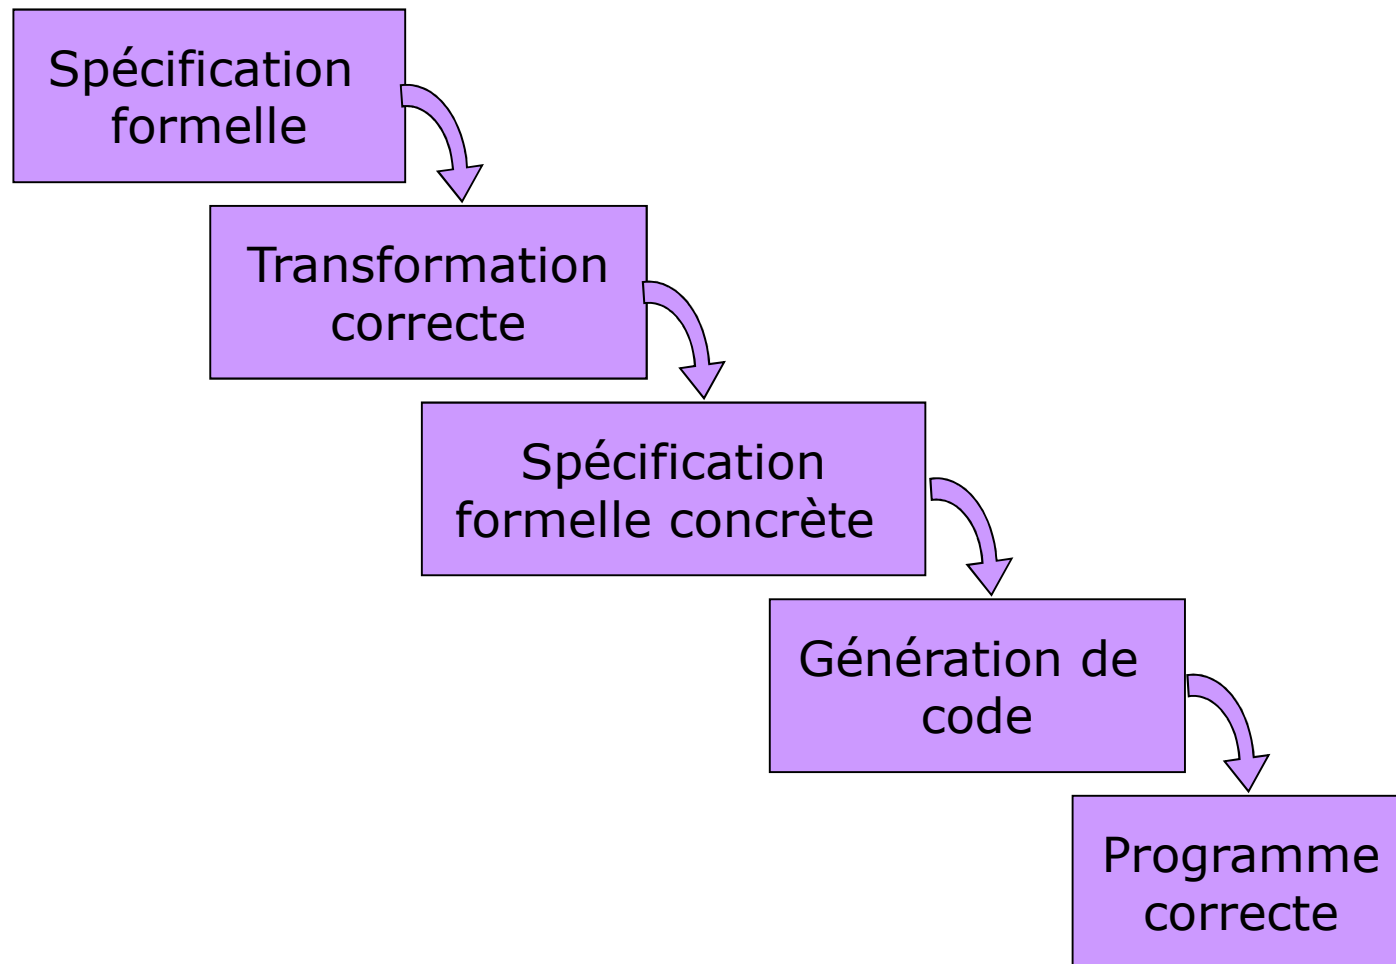 Spécification
formelle
Transformation
correcte
Spécification
formelle concrète
Génération de
code
Programme
correcte